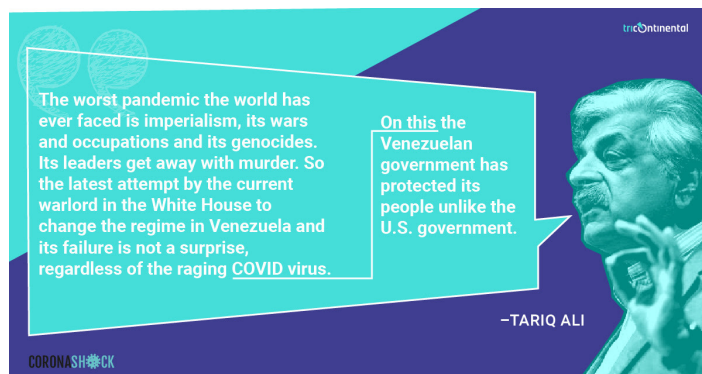 tricontinental
The worst pandemic the world has
ever faced is imperialism, its wars
and occupations and its genocides.
Its leaders get away with murder. So
the latest attempt by the current
warlord in the White House to
change the regime in Venezuela and
its failure is not a surprise,
regardless of the raging COVID virus.
On this the
Venezuelan
government has
protected its
people unlike the
U.S. government.
–TARIQ ALI
CORONASHOCK